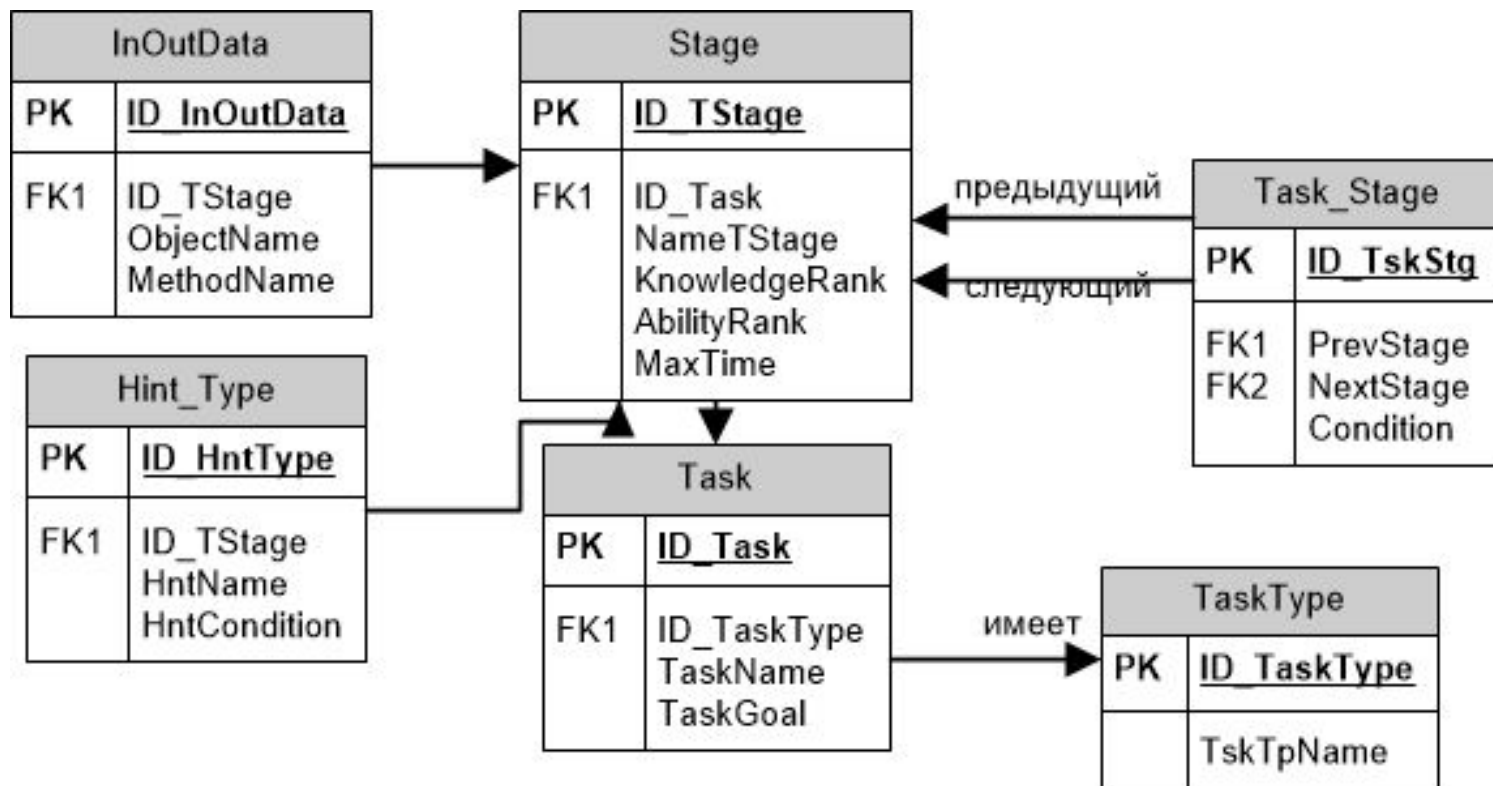 InOutData
PK ID_InOutData
FK1 ID_TStage
ObjectName
MethodName
Stage
PK ID_TStage
FK1 ID_Task
NameTStage
KnowledgeRank
AbilityRank
MaxTime
предыдущий
следующий
Task_Stage
PK ID_TskStg
FK1 PrevStage
FK2 NextStage
Condition
Hint_Type
PK ID_HntType
FK1 ID_TStage
HntName
HntCondition
Task
PK ID_Task
FK1 ID_TaskType
TaskName
TaskGoal
имеет
TaskType
PK ID_TaskType
TskTpName